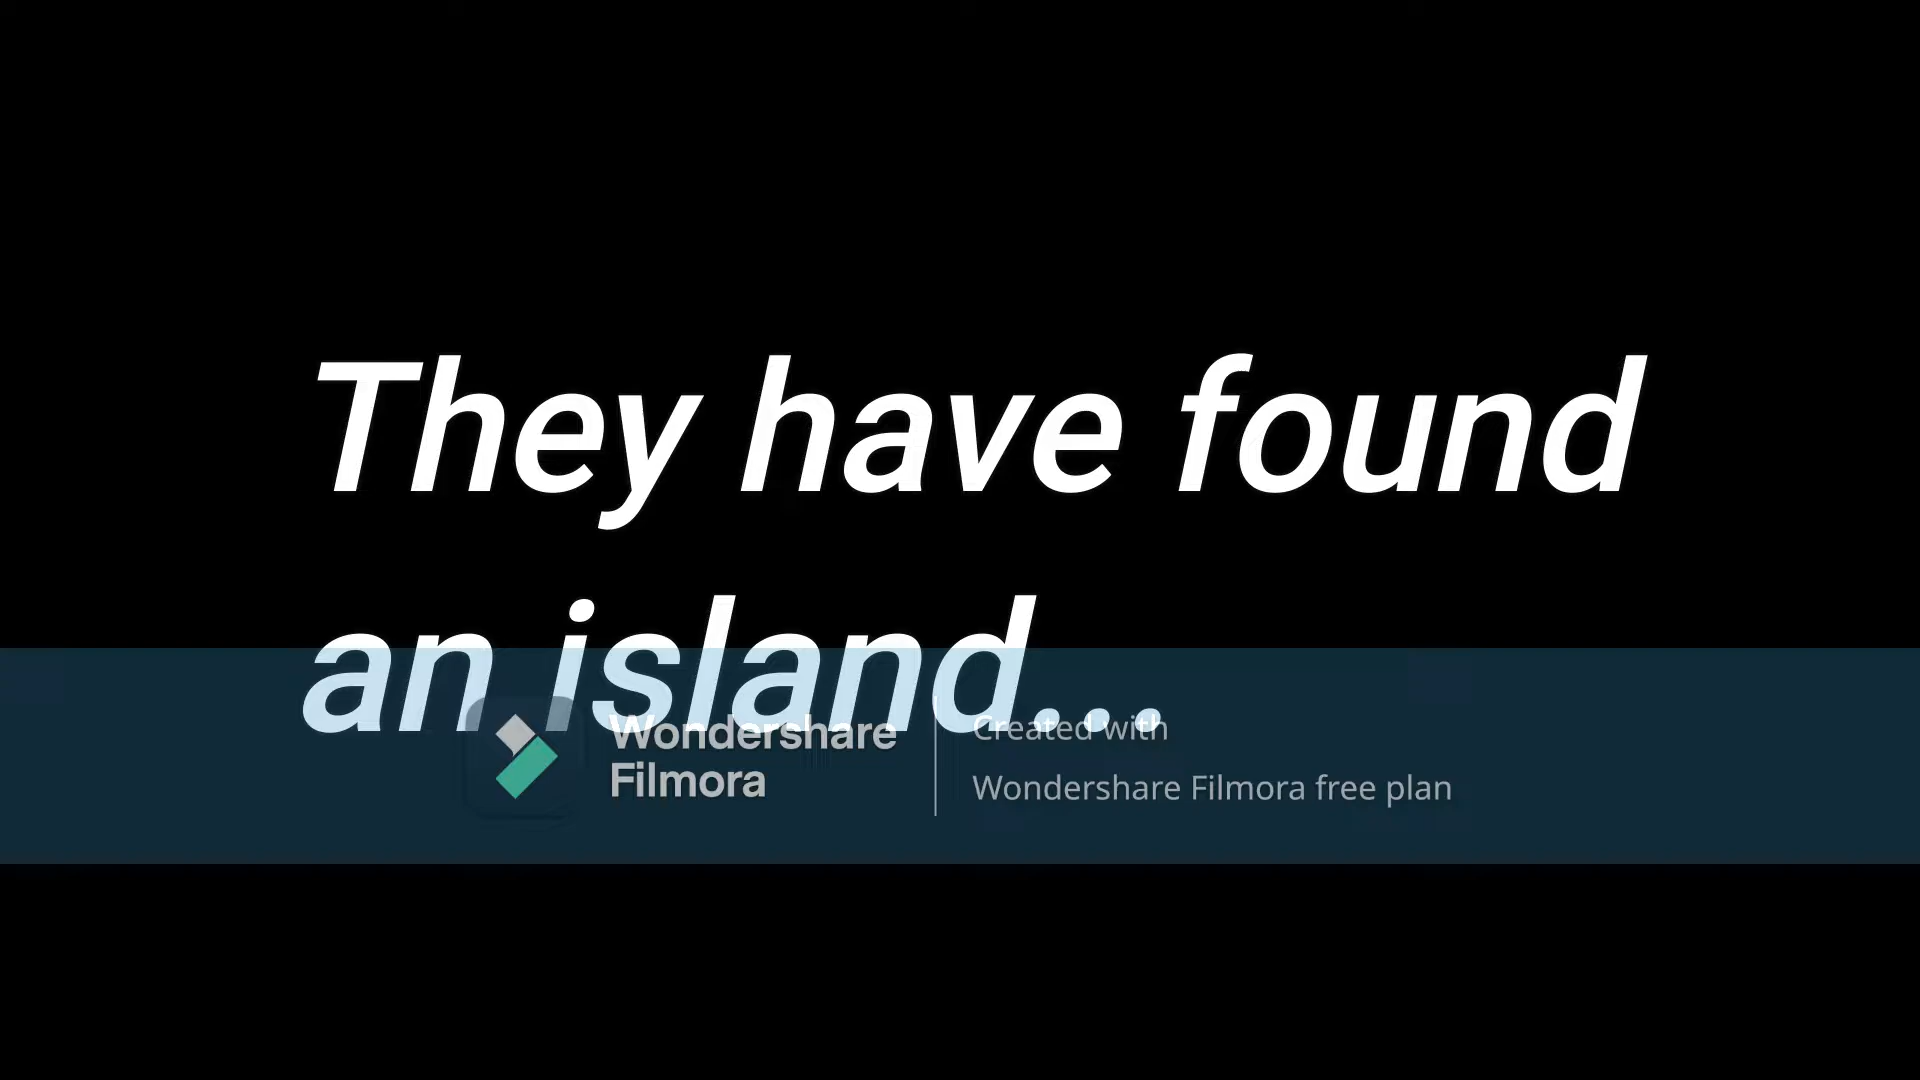 They have found
an island...
Wondershare
Filmora
Created with
Wondershare Filmora free plan